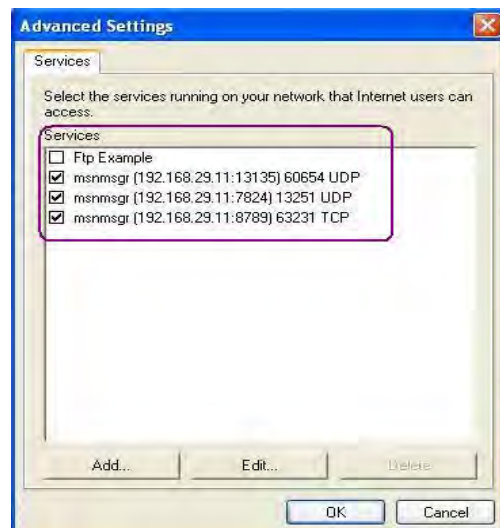 Advanced Settings
Services
Select the services running on your network that Internet users can
access.
Services
Ftp Example
msnmsgr (192.168.29.11:13135) 60654 UDP
msnmsgr (192.168.29.11:7824) 13251 UDP
msnmsgr (192.168.29.11:8789) 63231 TCP
Add...
Edit...
Delete
OK
Cancel